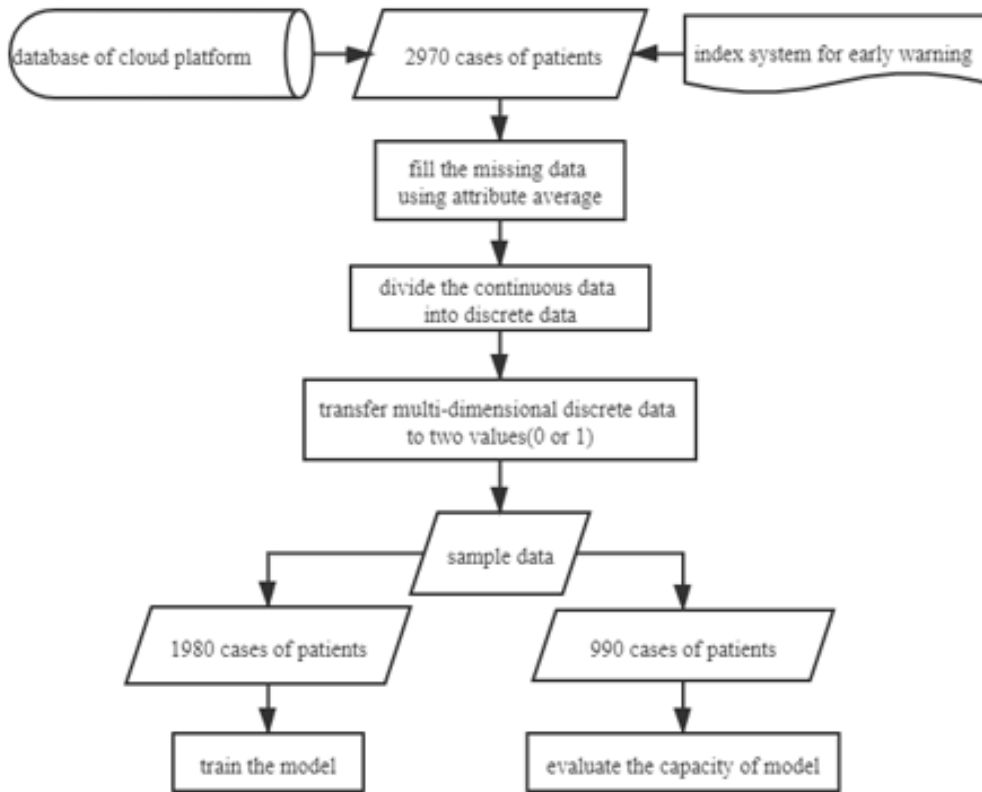 database of cloud platform
2970 cases of patients
index system for early warning
fill the missing data
using attribute average
divide the continuous data
into discrete data
transfer multi-dimensional discrete data
to two values(0 or 1)
sample data
1980 cases of patients
990 cases of patients
train the model
evaluate the capacity of model